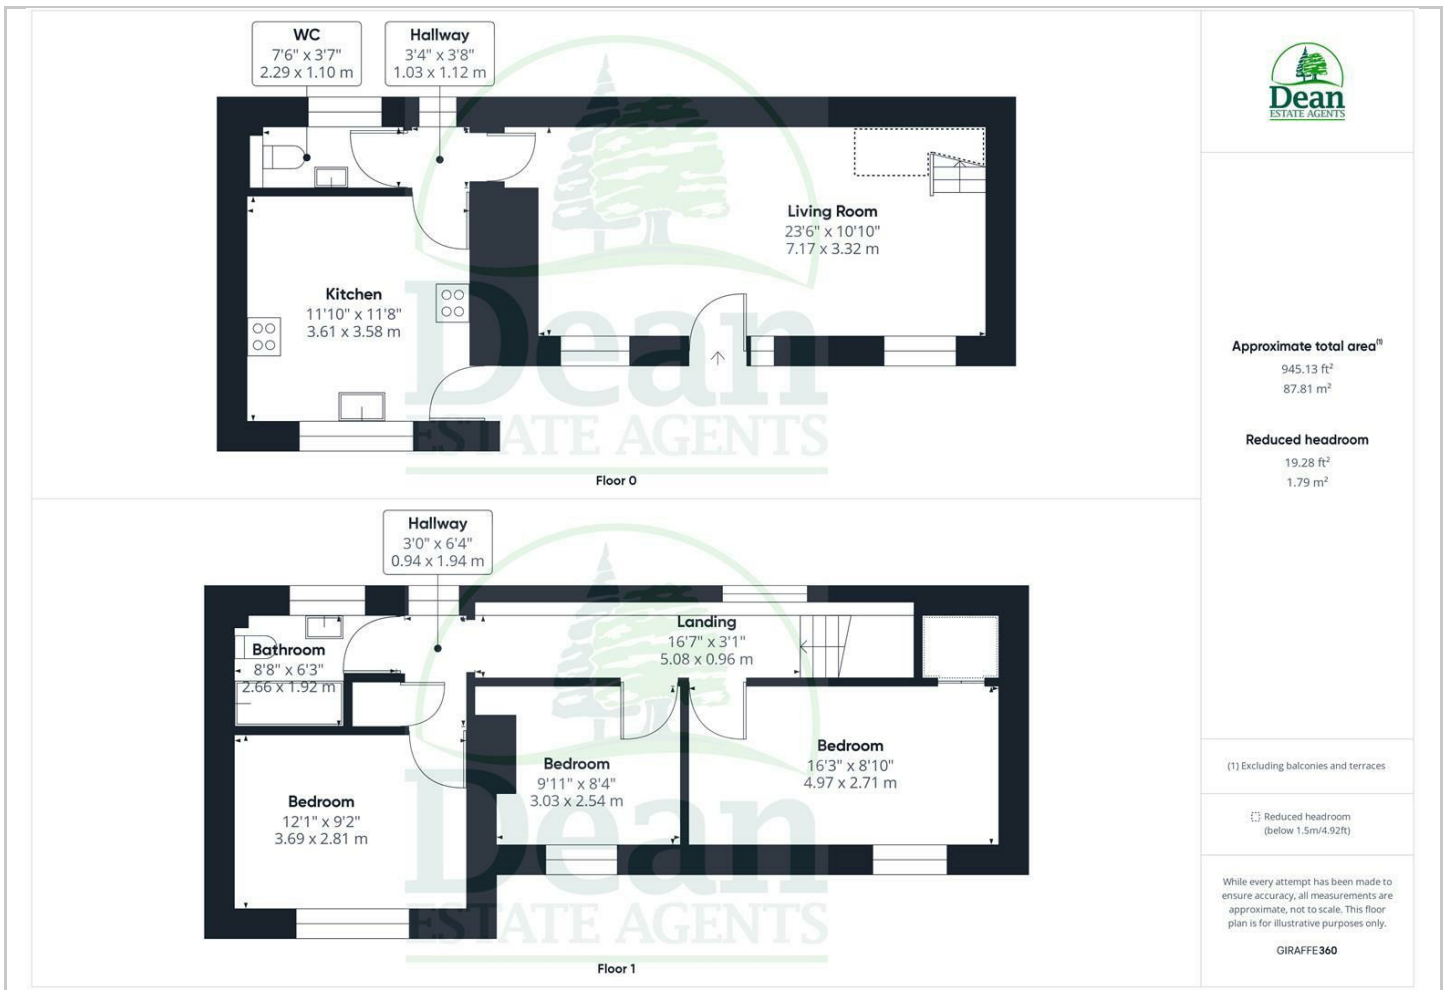 WC
7'6" x 3'7"
2.29 x 1.10 m
Hallway
3'4" x 3'8"
1.03 x 1.12 m
Living Room
23'6" x 10'10"
7.17 x 3.32 m
Kitchen
11'10" x 11'8"
3.61 x 3.58 m
Dean
ESTATE AGENTS
Floor 0
Hallway
3'0" x 6'4"
0.94 x 1.94 m
Landing
16'7" x 3'1"
5.08 x 0.96 m
Bathroom
8'8" x 6'3"
2.66 x 1.92 m
Bedroom
16'3" x 8'10"
4.97 x 2.71 m
Bedroom
9'11" x 8'4"
3.03 x 2.54 m
Bedroom
12'1" x 9'2"
3.69 x 2.81 m
Dean
ESTATE AGENTS
Floor 1
Dean
ESTATE AGENTS
Approximate total area⁽¹⁾
945.13 ft²
87.81 m²
Reduced headroom
19.28 ft²
1.79 m²
(1) Excluding balconies and terraces
Reduced headroom
(below 1.5m/4.92ft)
While every attempt has been made to
ensure accuracy, all measurements are
approximate, not to scale. This floor
plan is for illustrative purposes only.
GIRAFFE360